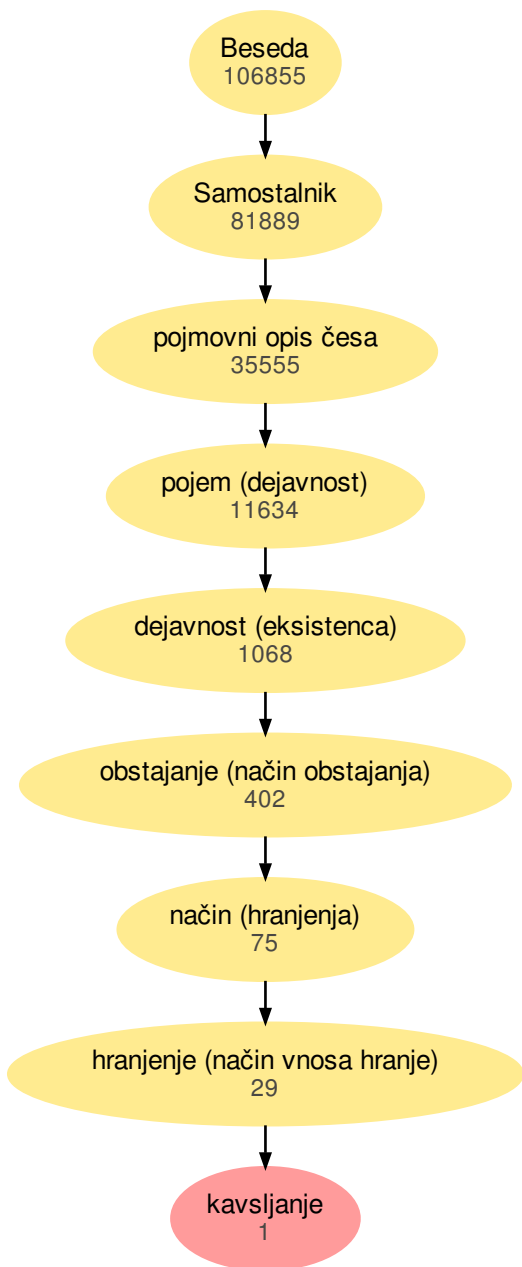 Beseda
106855
Samostalnik
81889
pojmovni opis česa
35555
pojem (dejavnost)
11634
dejavnost (eksistenca)
1068
obstajanje (način obstajanja)
402
način (hranjenja)
75
hranjenje (način vnosa hranje)
29
kavsljanje
1